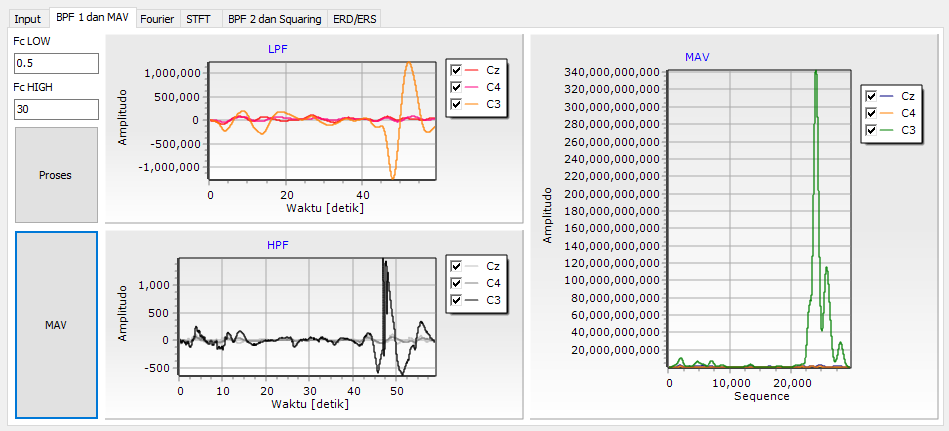 Input BPF 1 dan MAV Fourier STFT BPF 2 dan Squaring ERD/ERS
Fc LOW
0.5
Fc HIGH
30
Proses
MAV
LPF
Amplitudo
1,000,000
500,000
0
-500,000
-1,000,000
0 20 40
Waktu [detik]
Cz
C4
C3
HPF
Amplitudo
1,000
500
0
-500
0 10 20 30 40 50
Waktu [detik]
Cz
C4
C3
MAV
Amplitudo
340,000,000,000
320,000,000,000
300,000,000,000
280,000,000,000
260,000,000,000
240,000,000,000
220,000,000,000
200,000,000,000
180,000,000,000
160,000,000,000
140,000,000,000
120,000,000,000
100,000,000,000
80,000,000,000
60,000,000,000
40,000,000,000
20,000,000,000
0 10,000 20,000
Sequence
Cz
C4
C3